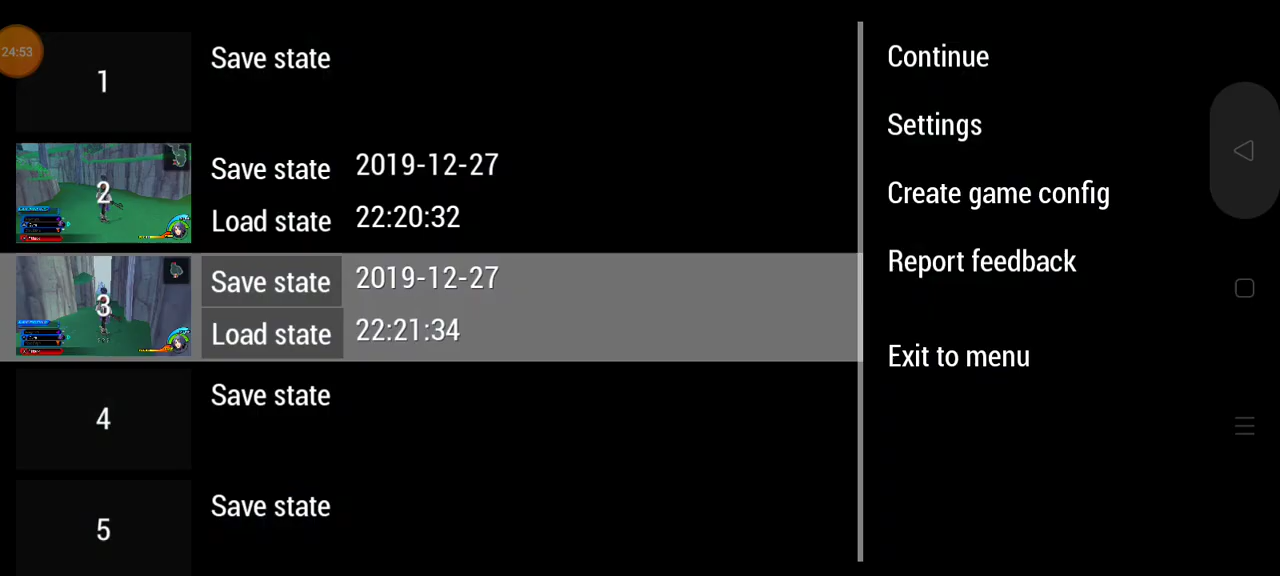 24:53
1
Save state
2
Save state 2019-12-27
Load state 22:20:32
3
Save state 2019-12-27
Load state 22:21:34
4
Save state
5
Save state
Continue
Settings
Create game config
Report feedback
Exit to menu